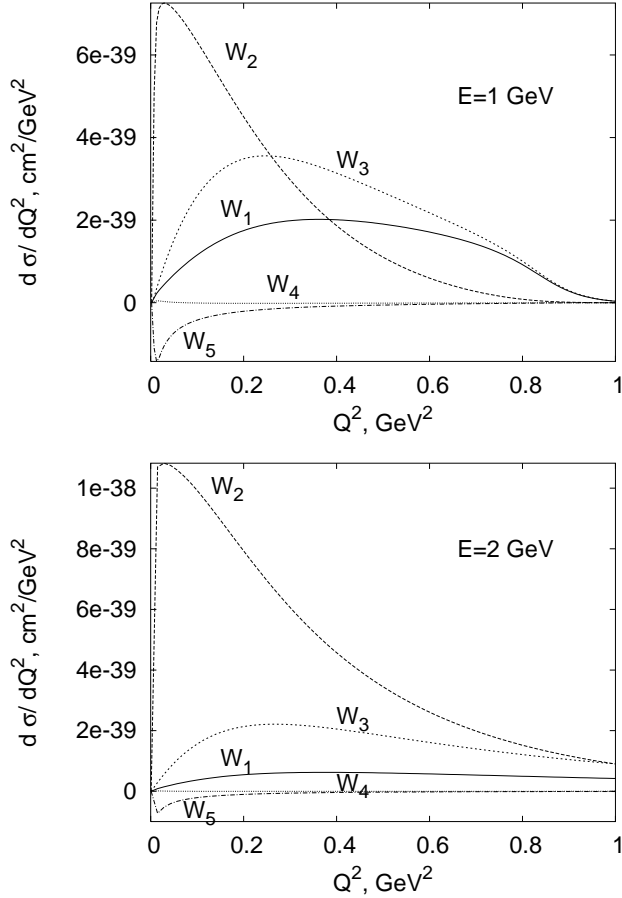 6e-39
4e-39
2e-39
0
d σ/ dQ², cm²/GeV²
W₂
E=1 GeV
W₃
W₁
W₄
W₅
0 0.2 0.4 0.6 0.8 1
Q², GeV²
1e-38
8e-39
6e-39
4e-39
2e-39
0
d σ/ dQ², cm²/GeV²
W₂
E=2 GeV
W₃
W₁
W₄
W₅
0 0.2 0.4 0.6 0.8 1
Q², GeV²